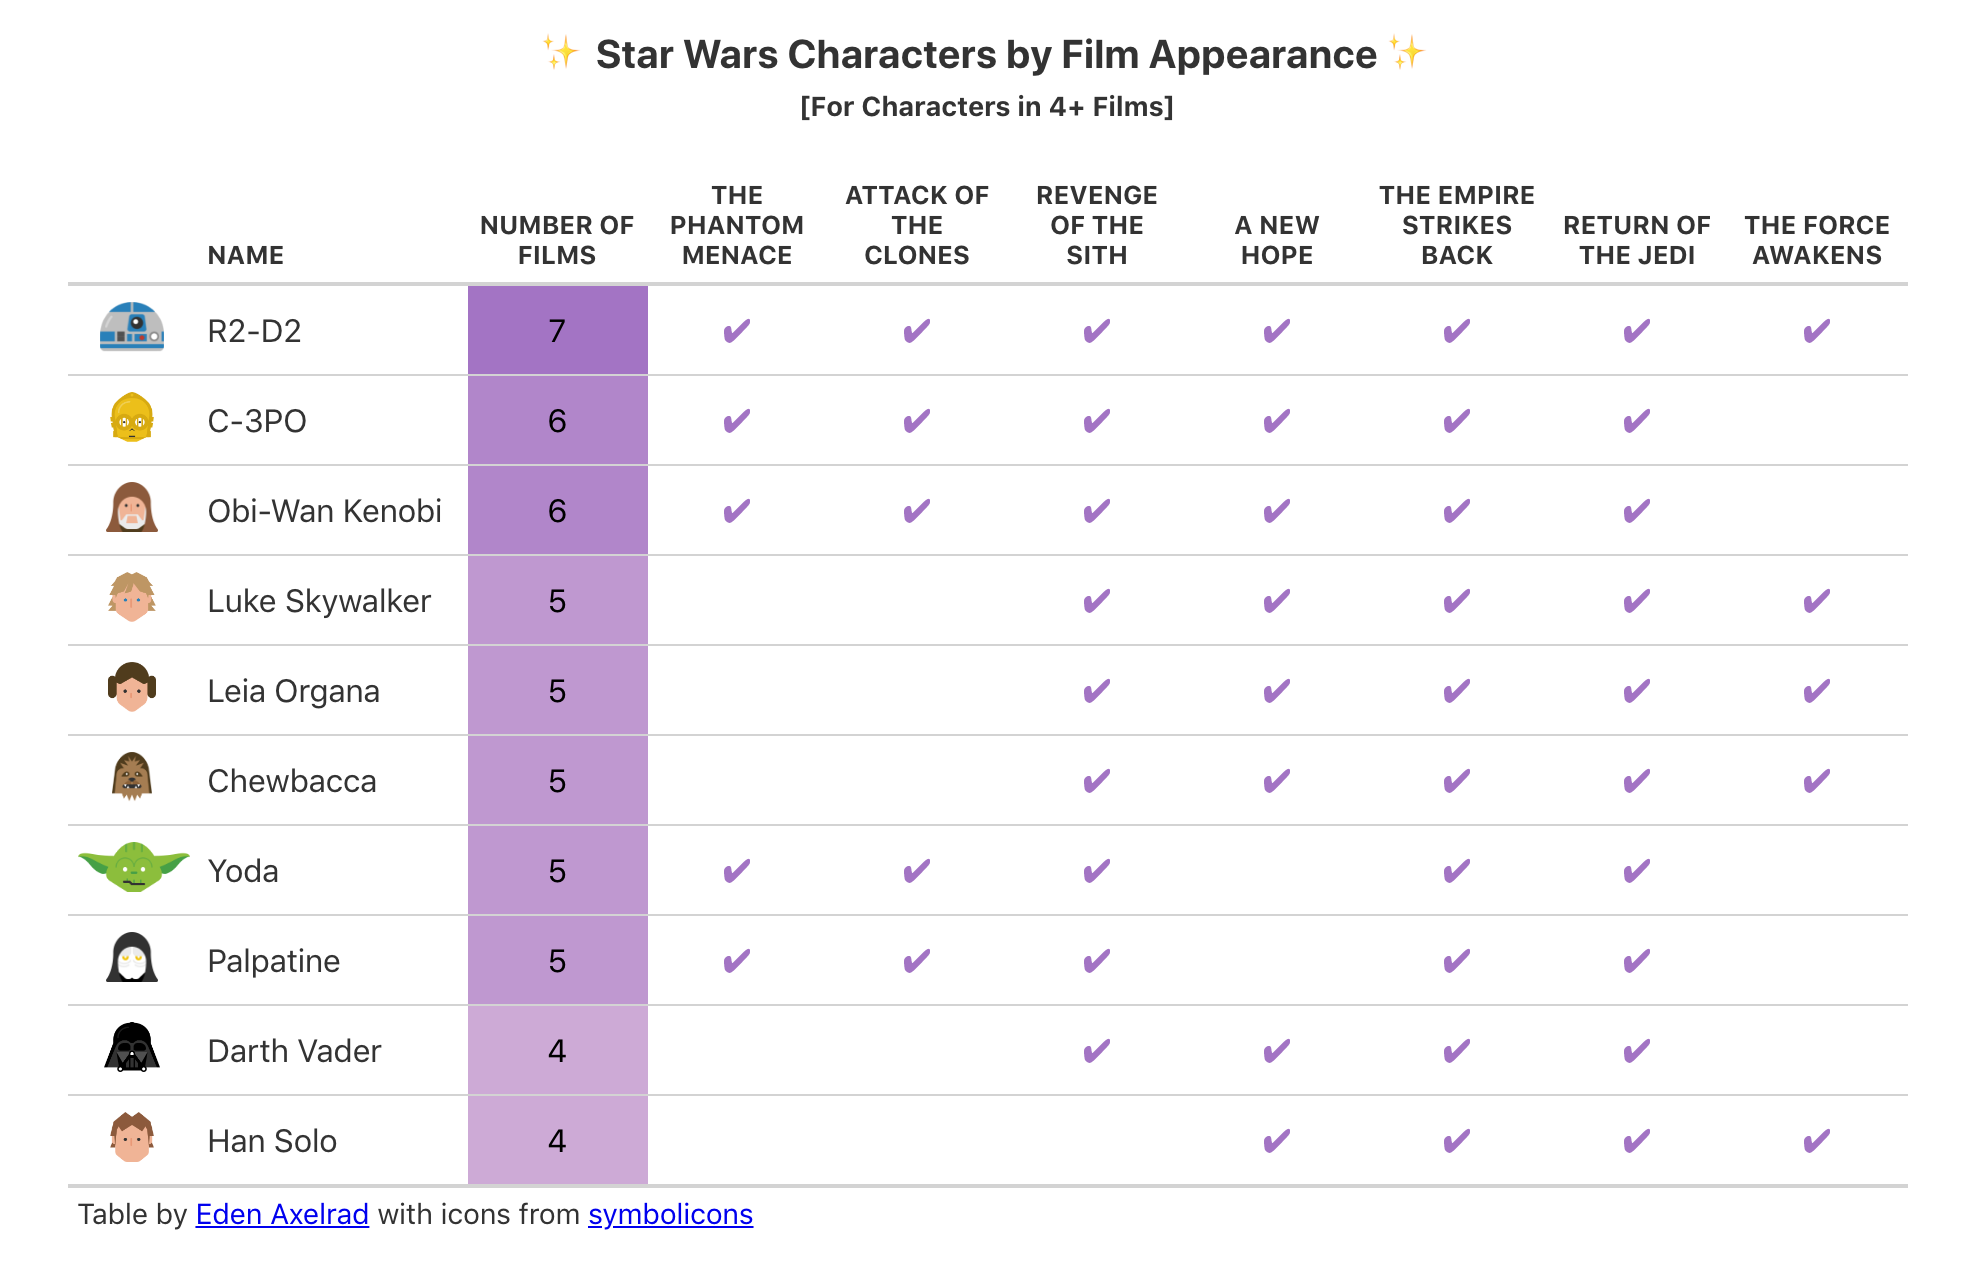 ✨ Star Wars Characters by Film Appearance ✨
[For Characters in 4+ Films]
NAME
NUMBER OF
FILMS
THE
PHANTOM
MENACE
ATTACK OF
THE
CLONES
REVENGE
OF THE
SITH
A NEW
HOPE
THE EMPIRE
STRIKES
BACK
RETURN OF
THE JEDI
THE FORCE
AWAKENS
R2-D2 7 ✔ ✔ ✔ ✔ ✔ ✔ ✔
C-3PO 6 ✔ ✔ ✔ ✔ ✔ ✔
Obi-Wan Kenobi 6 ✔ ✔ ✔ ✔ ✔ ✔
Luke Skywalker 5 ✔ ✔ ✔ ✔ ✔
Leia Organa 5 ✔ ✔ ✔ ✔ ✔
Chewbacca 5 ✔ ✔ ✔ ✔ ✔
Yoda 5 ✔ ✔ ✔ ✔ ✔
Palpatine 5 ✔ ✔ ✔ ✔ ✔
Darth Vader 4 ✔ ✔ ✔ ✔
Han Solo 4 ✔ ✔ ✔ ✔
Table by Eden Axelrad with icons from symbolicons